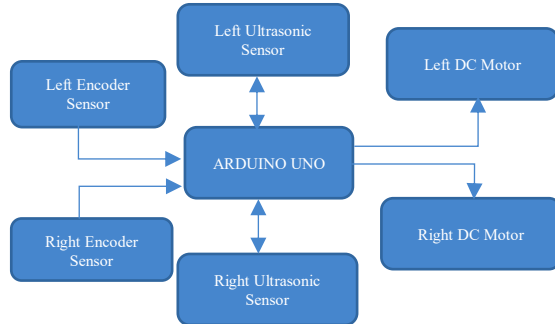 Left Ultrasonic
Sensor
Left DC Motor
Left Encoder
Sensor
ARDUINO UNO
Right Encoder
Sensor
Right DC Motor
Right Ultrasonic
Sensor